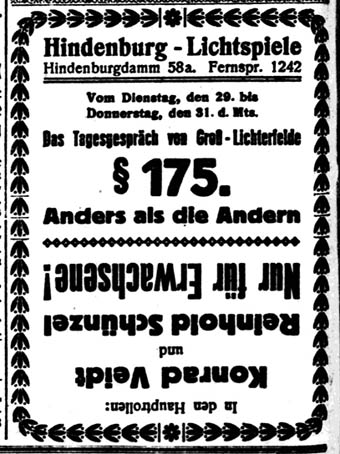 Hindenburg - Lichtspiele
Hindenburgdamm 58a. Fernspr. 1242
Vom Dienstag, den 29. bis
Donnerstag, den 31. d. Mts.
Das Tagesgespräch von Groß-Lichterfelde
§ 175.
Anders als die Andern
In den Hauptrollen:
Konrad Veidt
und
Reinhold Schünzel
Nur für Erwachsene!